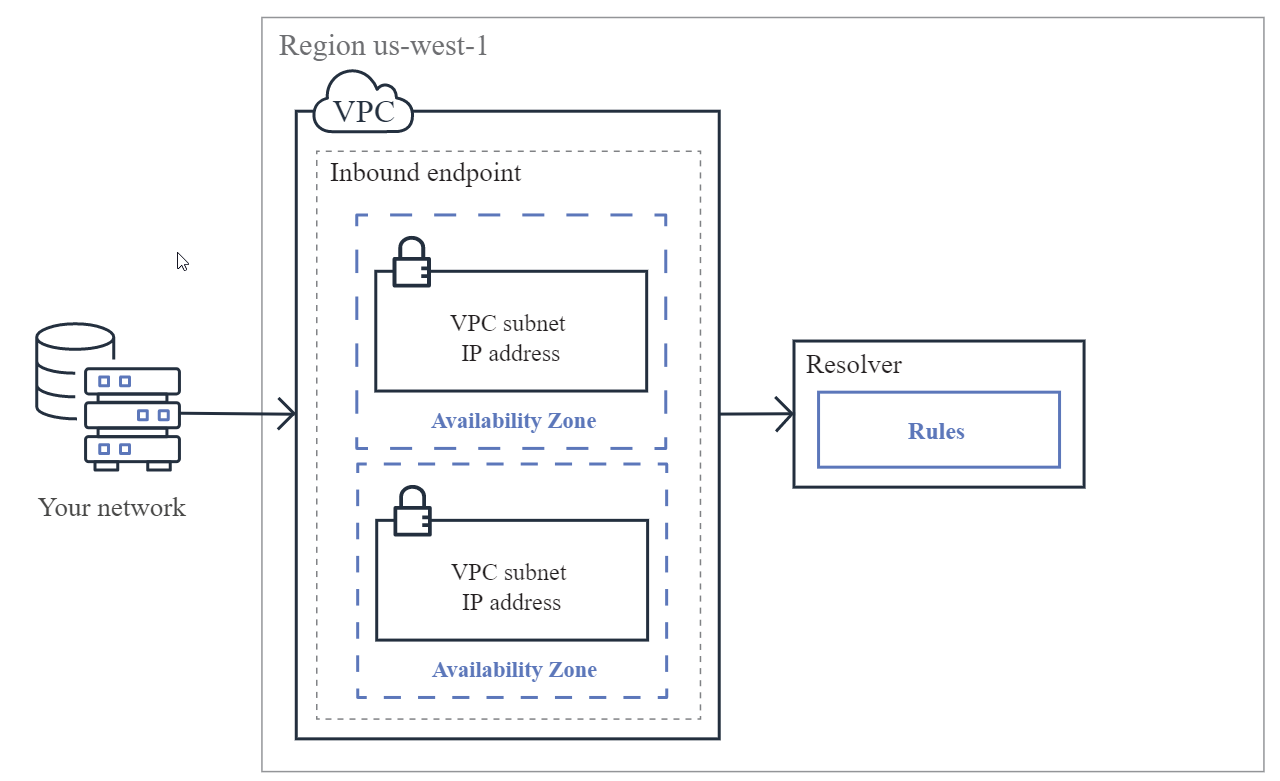 Region us-west-1
VPC
Inbound endpoint
VPC subnet
IP address
Availability Zone
VPC subnet
IP address
Availability Zone
Your network
Resolver
Rules